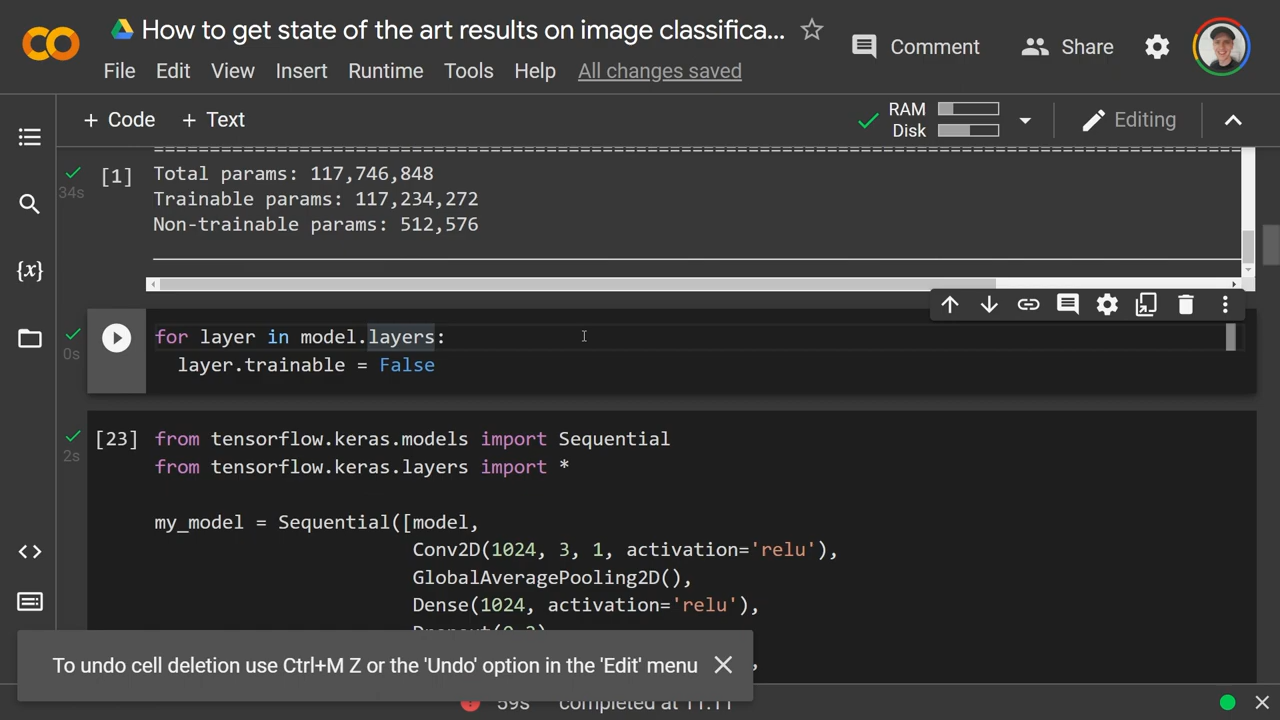 How to get state of the art results on image classifica...
Comment
Share
File Edit View Insert Runtime Tools Help All changes saved
+ Code + Text
RAM
Disk
Editing
34s
[1]
Total params: 117,746,848
Trainable params: 117,234,272
Non-trainable params: 512,576
{x}
0s
for layer in model.layers:
layer.trainable = False
[23]
2s
from tensorflow.keras.models import Sequential
from tensorflow.keras.layers import *
my_model = Sequential([model,
Conv2D(1024, 3, 1, activation='relu'),
GlobalAveragePooling2D(),
Dense(1024, activation='relu'),
To undo cell deletion use Ctrl+M Z or the 'Undo' option in the 'Edit' menu
59s completed at 11:11